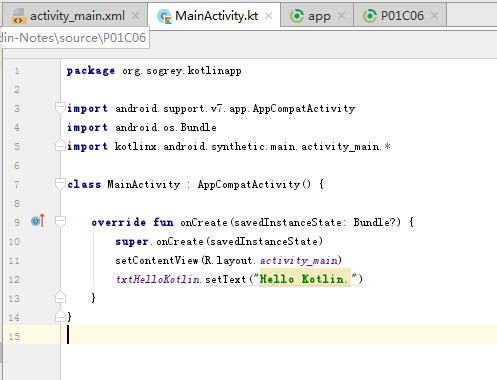 activity_main.xml MainActivity.kt app P01C06
lin-Notes\source\P01C06
1 package org.sogrey.kotlinapp
2
3 import android.support.v7.app.AppCompatActivity
4 import android.os.Bundle
5 import kotlinx.android.synthetic.main.activity_main.*
6
7 class MainActivity : AppCompatActivity() {
8
9 override fun onCreate(savedInstanceState: Bundle?) {
10 super.onCreate(savedInstanceState)
11 setContentView(R.layout.activity_main)
12 txtHelloKotlin.setText("Hello Kotlin.")
13 }
14 }
15